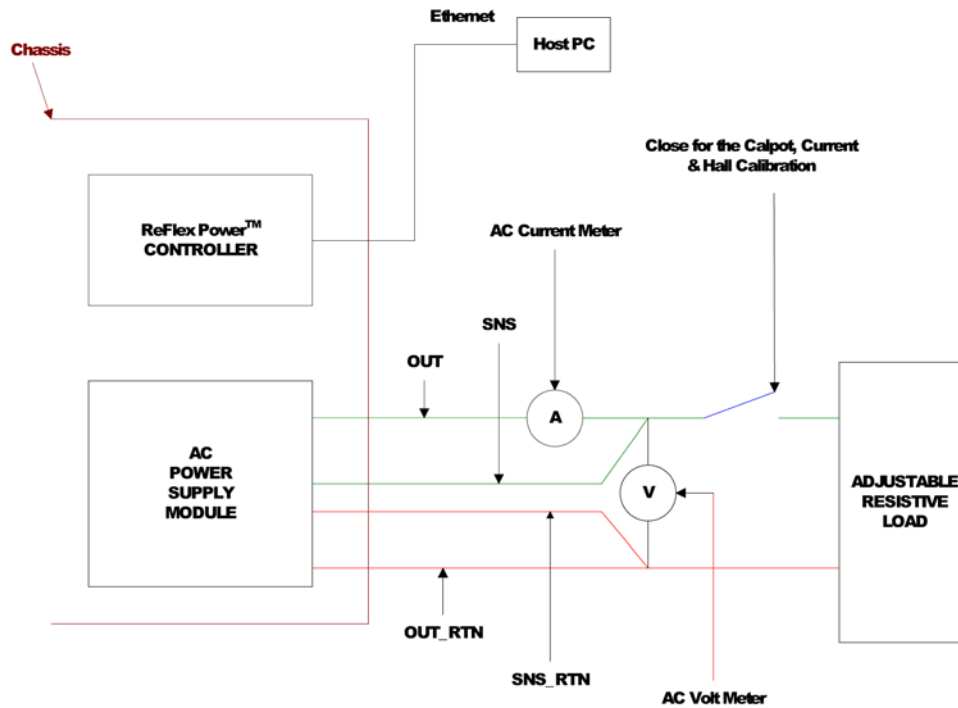 Ethernet
Host PC
Chassis
Close for the Calpot, Current
& Hall Calibration
ReFlex Power™
CONTROLLER
AC Current Meter
SNS
OUT
A
AC
POWER
SUPPLY
MODULE
V
ADJUSTABLE
RESISTIVE
LOAD
OUT_RTN
SNS_RTN
AC Volt Meter